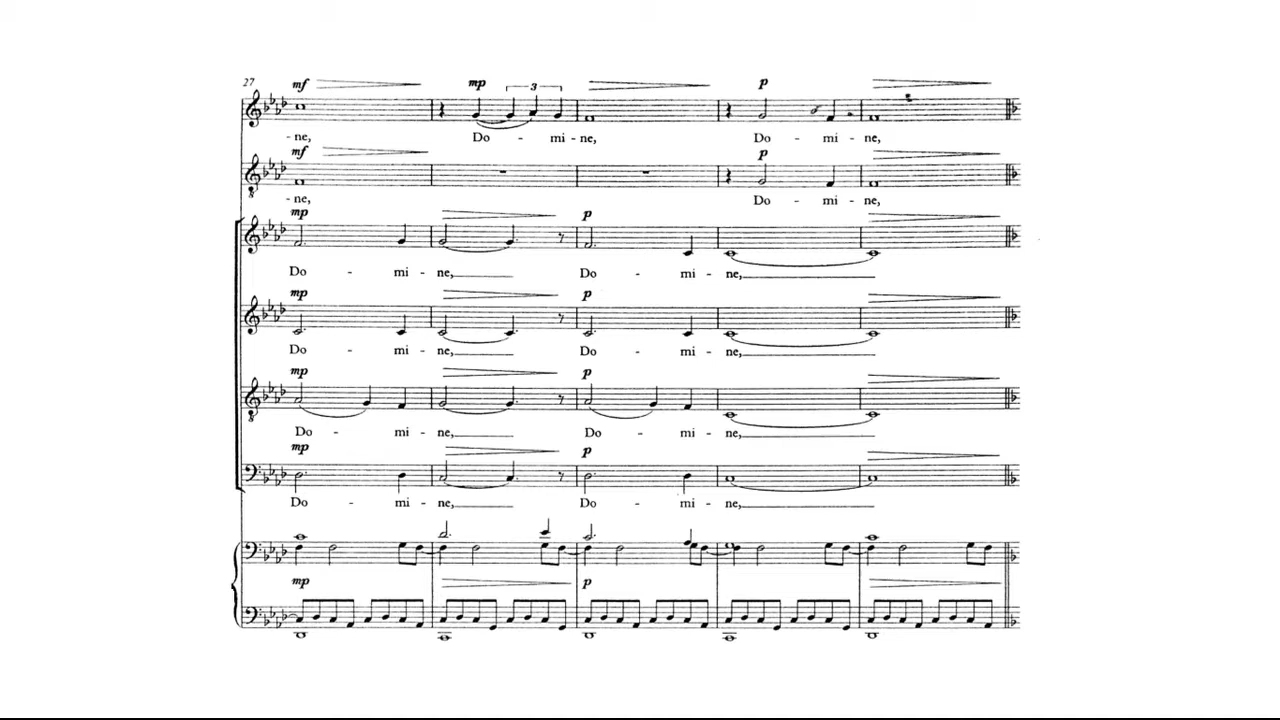 27 mf mp 3 p
-ne, Do - mi - ne, Do - mi - ne,
mf p
-ne, Do - mi - ne,
mp p
Do - mi - ne, Do - mi - ne,
mp p
Do - mi - ne, Do - mi - ne,
mp p
Do - mi - ne, Do - mi - ne,
mp p
Do - mi - ne, Do - mi - ne,
mp p